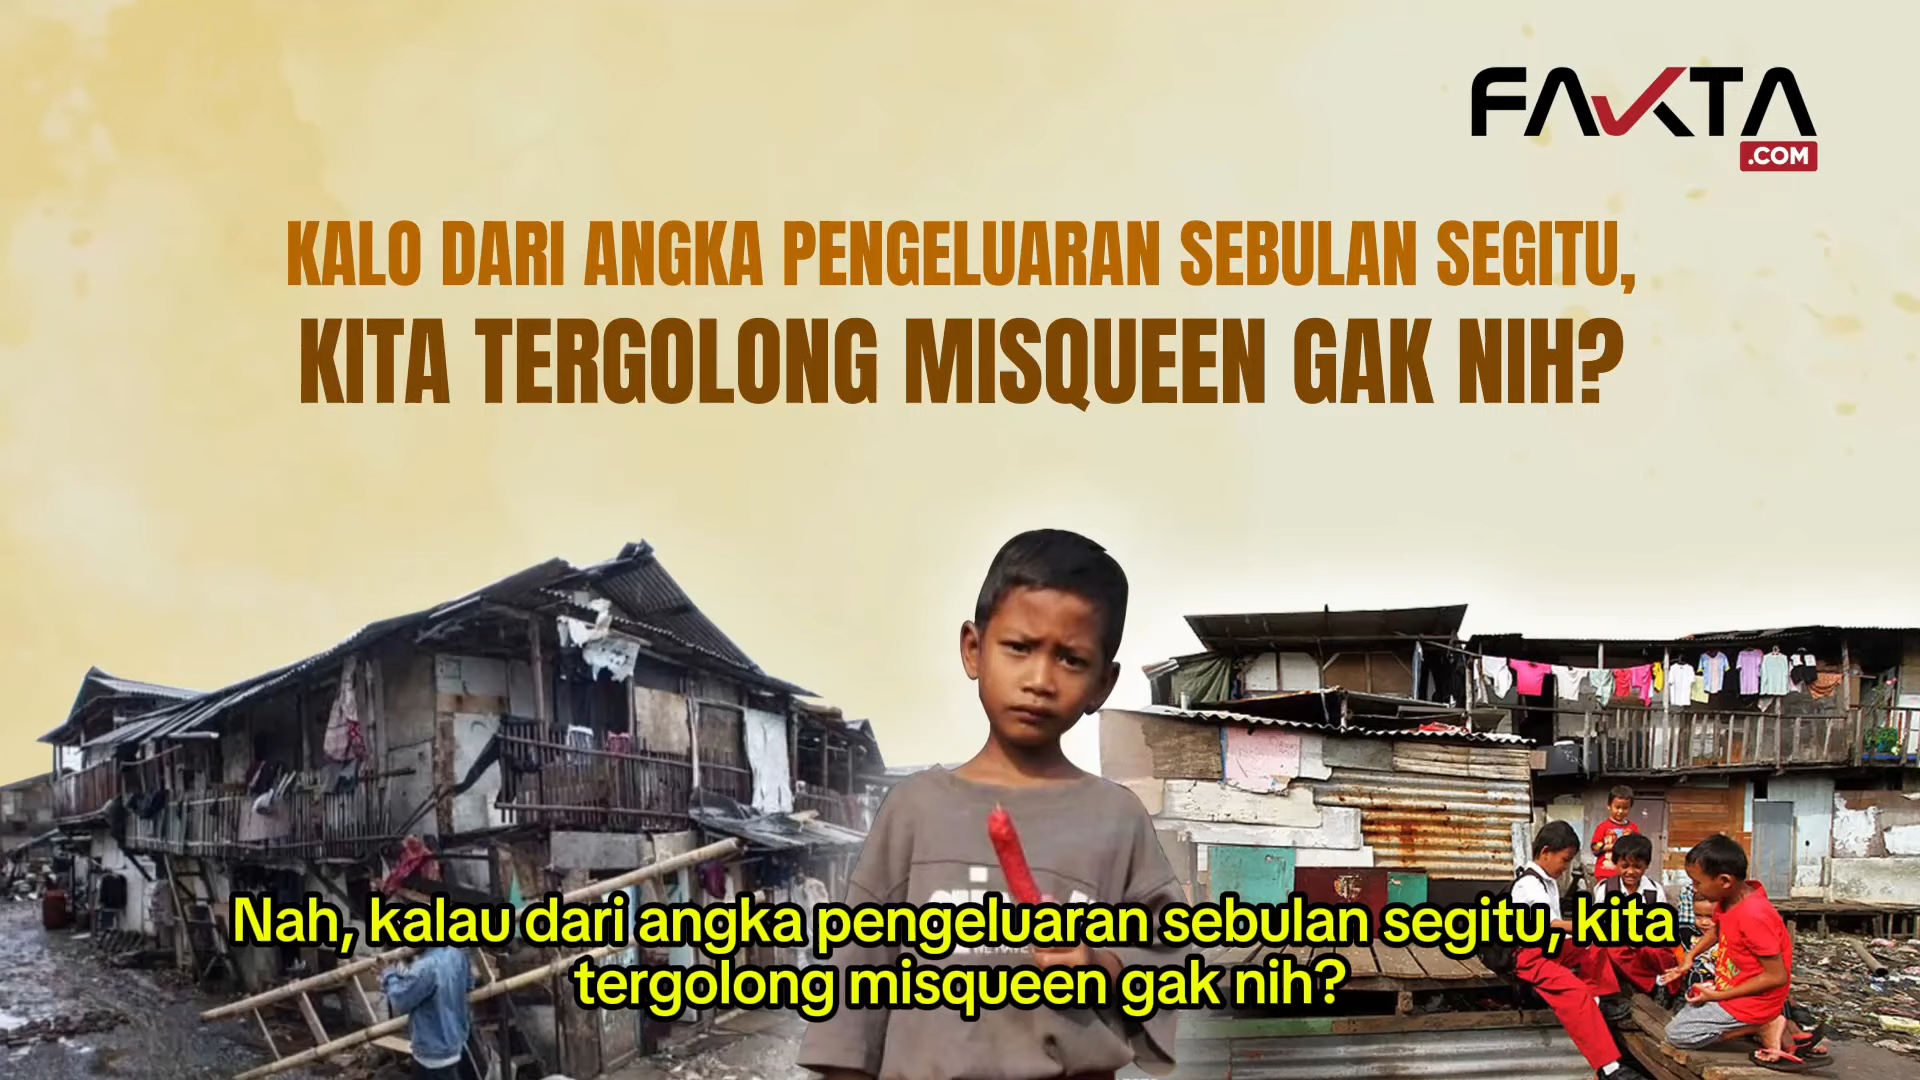 FAKTA
.COM
KALO DARI ANGKA PENGELUARAN SEBULAN SEGITU,
KITA TERGOLONG MISQUEEN GAK NIH?
Nah, kalau dari angka pengeluaran sebulan segitu, kita
tergolong misqueen gak nih?